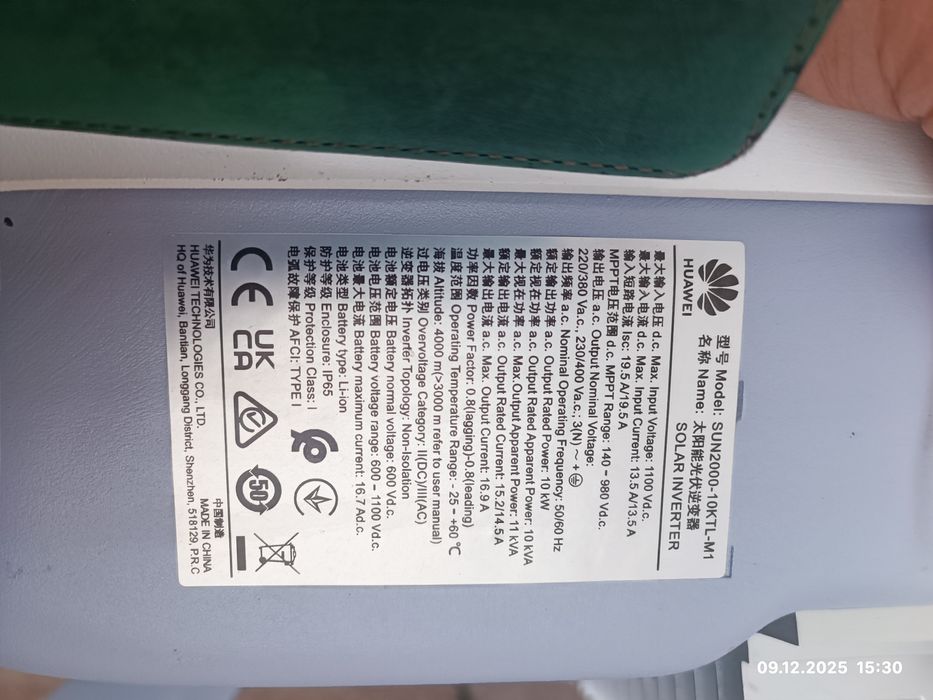 HUAWEI
型号 Model: SUN2000-10KTL-M1
名称 Name: 太阳能光伏逆变器
SOLAR INVERTER
最大输入电压 d.c. Max. Input Voltage: 1100 Vd.c.
最大输入电流 d.c. Max. Input Current: 13.5 A/13.5 A
输入短路电流 Isc: 19.5 A/19.5 A
MPPT电压范围 d.c. MPPT Range: 140 - 980 Vd.c.
输出电压 a.c. Output Nominal Voltage:
220/380 Va.c., 230/400 Va.c.; 3(N)～ +
输出频率 a.c. Nominal Operating Frequency: 50/60 Hz
额定输出功率 a.c. Output Rated Power: 10 kW
额定视在功率 a.c. Output Rated Apparent Power: 10 kVA
最大视在功率 a.c. Max. Output Apparent Power: 11 kVA
额定输出电流 a.c. Output Rated Current: 15.2/14.5 A
最大输出电流 a.c. Max. Output Current: 16.9 A
功率因数 Power Factor: 0.8(lagging)-0.8(leading)
温度范围 Operating Temperature Range: - 25 - +60 ℃
海拔 Altitude: 4000 m(>3000 m refer to user manual)
过电压类别 Overvoltage Category: II(DC)/III(AC)
逆变器拓扑 Inverter Topology: Non-Isolation
电池额定电压 Battery normal voltage: 600 Vd.c.
电池电压范围 Battery voltage range: 600 - 1100 Vd.c.
电池最大电流 Battery maximum current: 16.7 Ad.c.
电池类型 Battery type: Li-ion
防护等级 Enclosure: IP65
保护等级 Protection Class: I
电弧故障保护 AFCI: TYPE I
CE
UK
CA
50
华为技术有限公司
HUAWEI TECHNOLOGIES CO., LTD.
HQ of Huawei, Bantian, Longgang District, Shenzhen, 518129, P.R.C
中国制造
MADE IN CHINA
09.12.2025 15:30